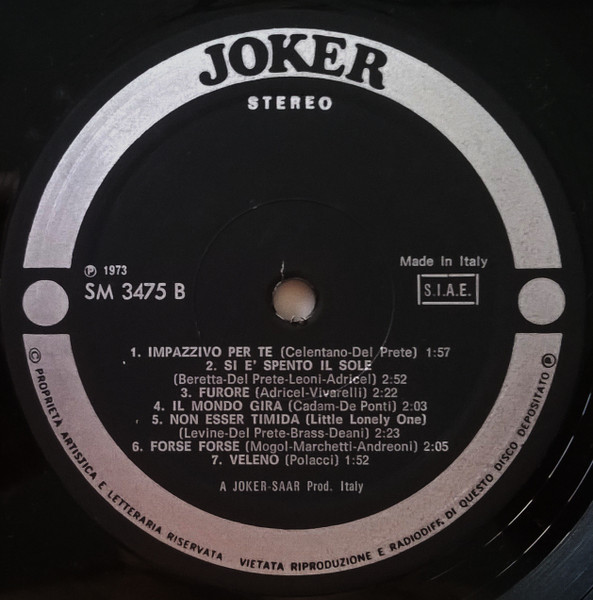 JOKER
STEREO
Ⓟ 1973
SM 3475 B
Made in Italy
S.I.A.E.
1. IMPAZZIVO PER TE (Celentano-Del Prete) 1:57
2. SI E' SPENTO IL SOLE
(Beretta-Del Prete-Leoni-Adricel) 2:52
3. FURORE (Adricel-Vivarelli) 2:22
4. IL MONDO GIRA (Cadam-De Ponti) 2:03
5. NON ESSER TIMIDA (Little Lonely One)
(Levine-Del Prete-Brass-Deani) 2:23
6. FORSE FORSE (Mogol-Marchetti-Andreoni) 2:05
7. VELENO (Polacci) 1:52
A JOKER-SAAR Prod. Italy
© PROPRIETA ARTISTICA E LETTERARIA RISERVATA VIETATA RIPRODUZIONE E RADIODIFF. DI QUESTO DISCO DEPOSITATO Ⓟ